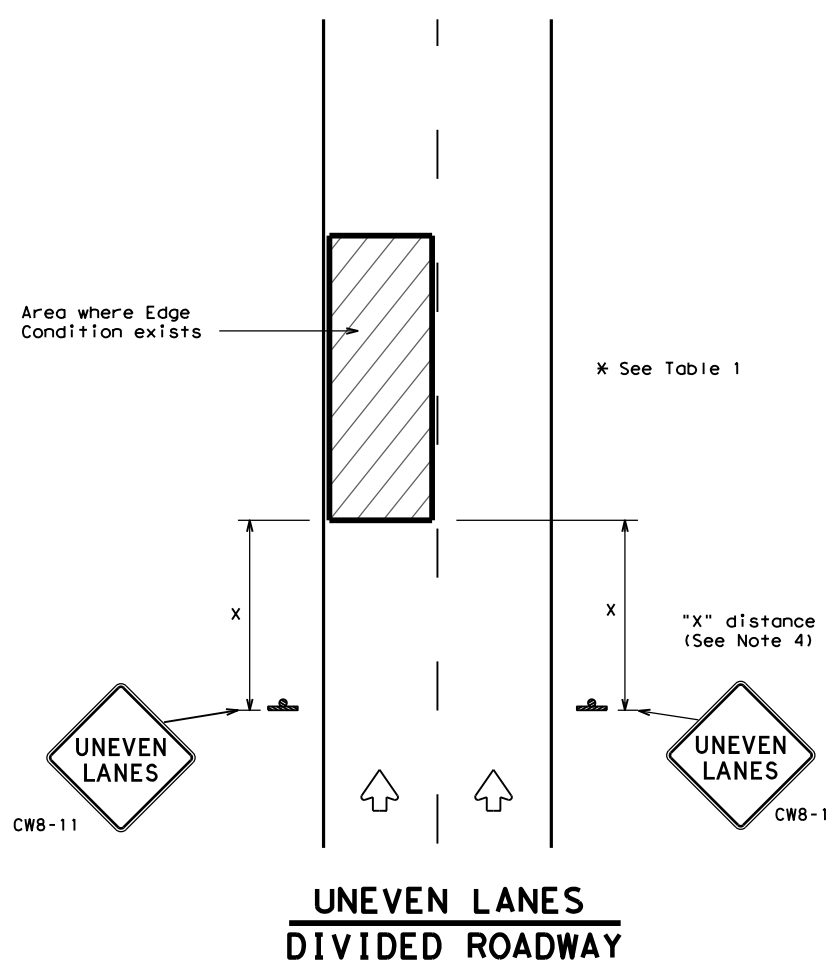 Area where Edge
Condition exists
* See Table 1
X
X
"X" distance
(See Note 4)
UNEVEN
LANES
UNEVEN
LANES
CW8-11
CW8-1
UNEVEN LANES
DIVIDED ROADWAY